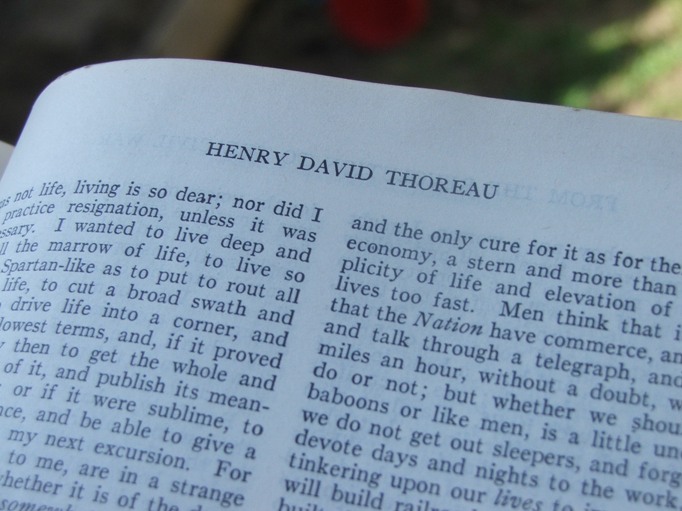 HENRY DAVID THOREAU
not life, living is so dear; nor did I
practice resignation, unless it was
I wanted to live deep and
the marrow of life, to live so
Spartan-like as to put to rout all
life, to cut a broad swath and
drive life into a corner, and
lowest terms, and, if it proved
then to get the whole and
of it, and publish its mean-
or if it were sublime, to
and be able to give a
my next excursion. For
to me, are in a strange
whether it is of the
and the only cure for it as for the
economy, a stern and more than
plicity of life and elevation of
lives too fast. Men think that
that the Nation have commerce,
and talk through a telegraph,
miles an hour, without a doubt,
do or not; but whether we
baboons or like men, is a little
we do not get out sleepers, and
devote days and nights to the work,
tinkering upon our lives to
will build